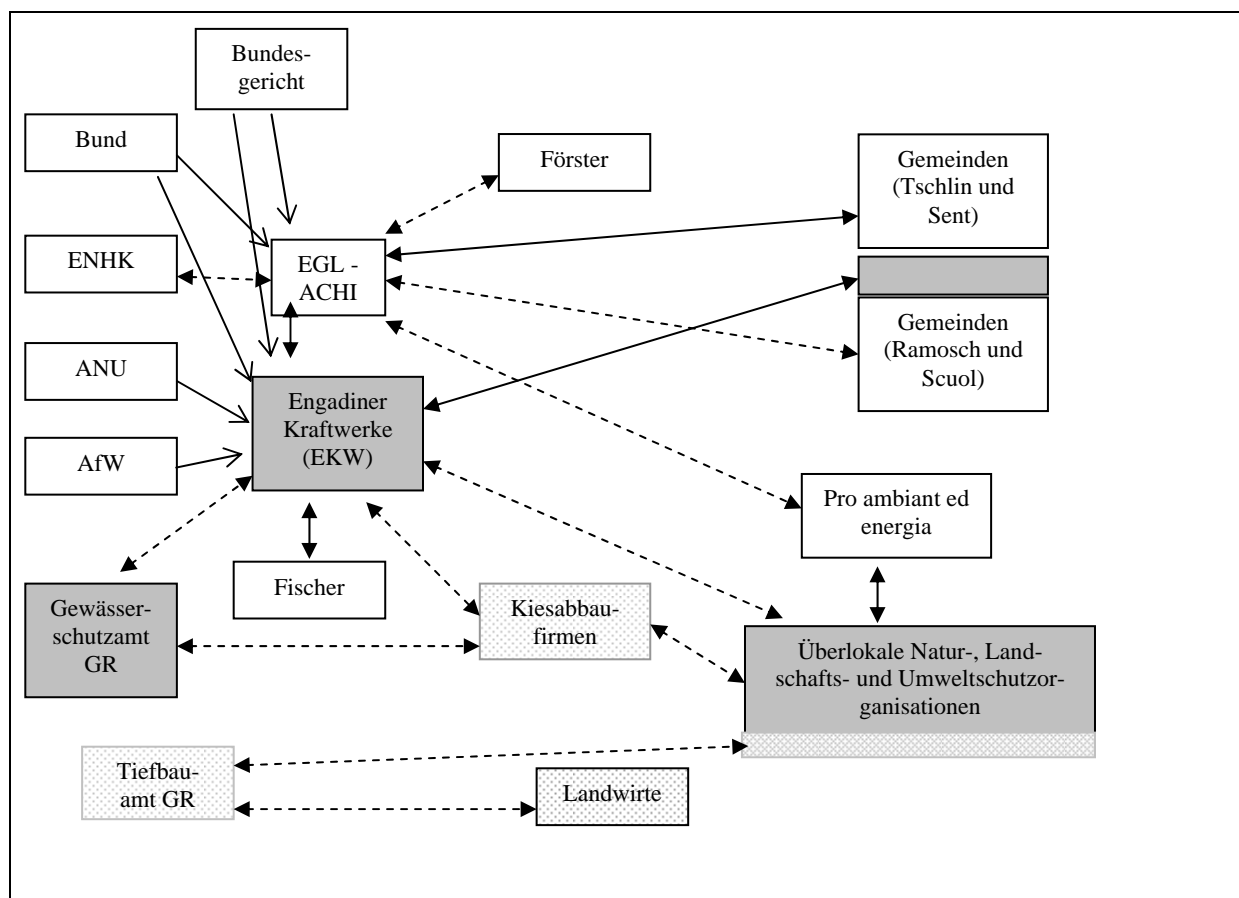 Bundes-
gericht
Bund
Förster
Gemeinden
(Tschlin und
Sent)
ENHK
EGL -
ACHI
Gemeinden
(Ramosch und
Scuol)
ANU
Engadiner
Kraftwerke
(EKW)
AfW
Pro ambiant ed
energia
Fischer
Gewässer-
schutzamt
GR
Kiesabbau-
firmen
Überlokale Natur-, Land-
schafts- und Umweltschutzor-
ganisationen
Tiefbau-
amt GR
Landwirte